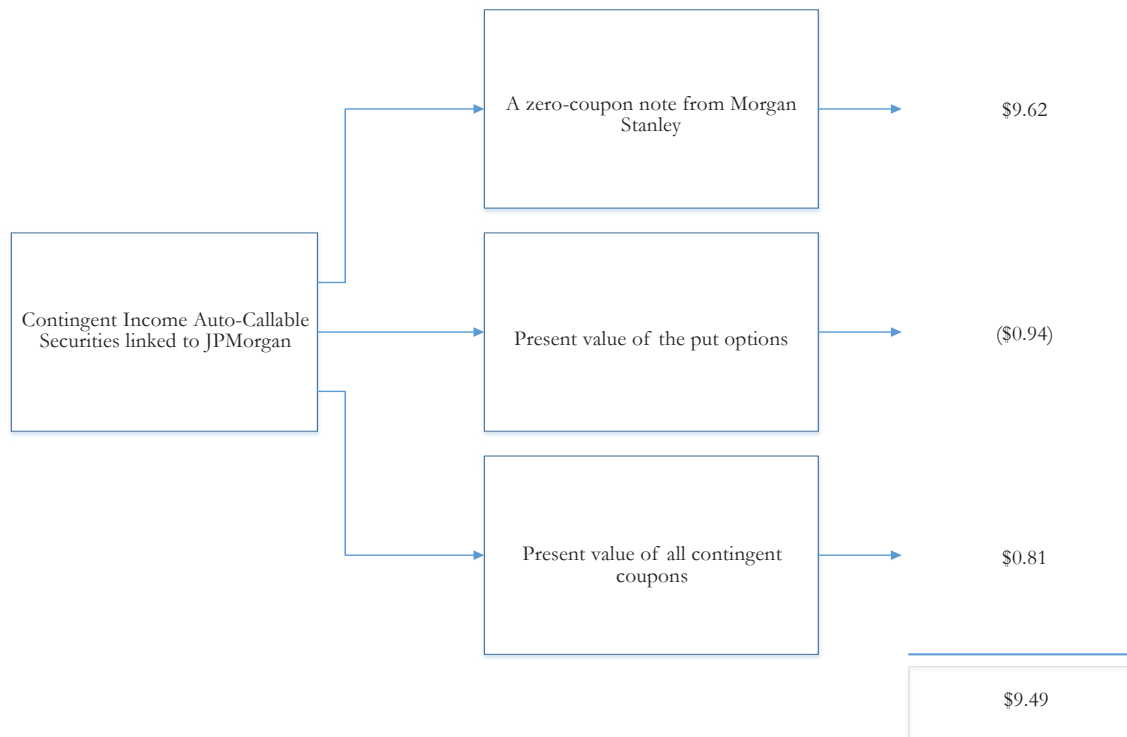 A zero-coupon note from Morgan
Stanley
$9.62
Contingent Income Auto-Callable
Securities linked to JPMorgan
Present value of the put options
($0.94)
Present value of all contingent
coupons
$0.81
$9.49